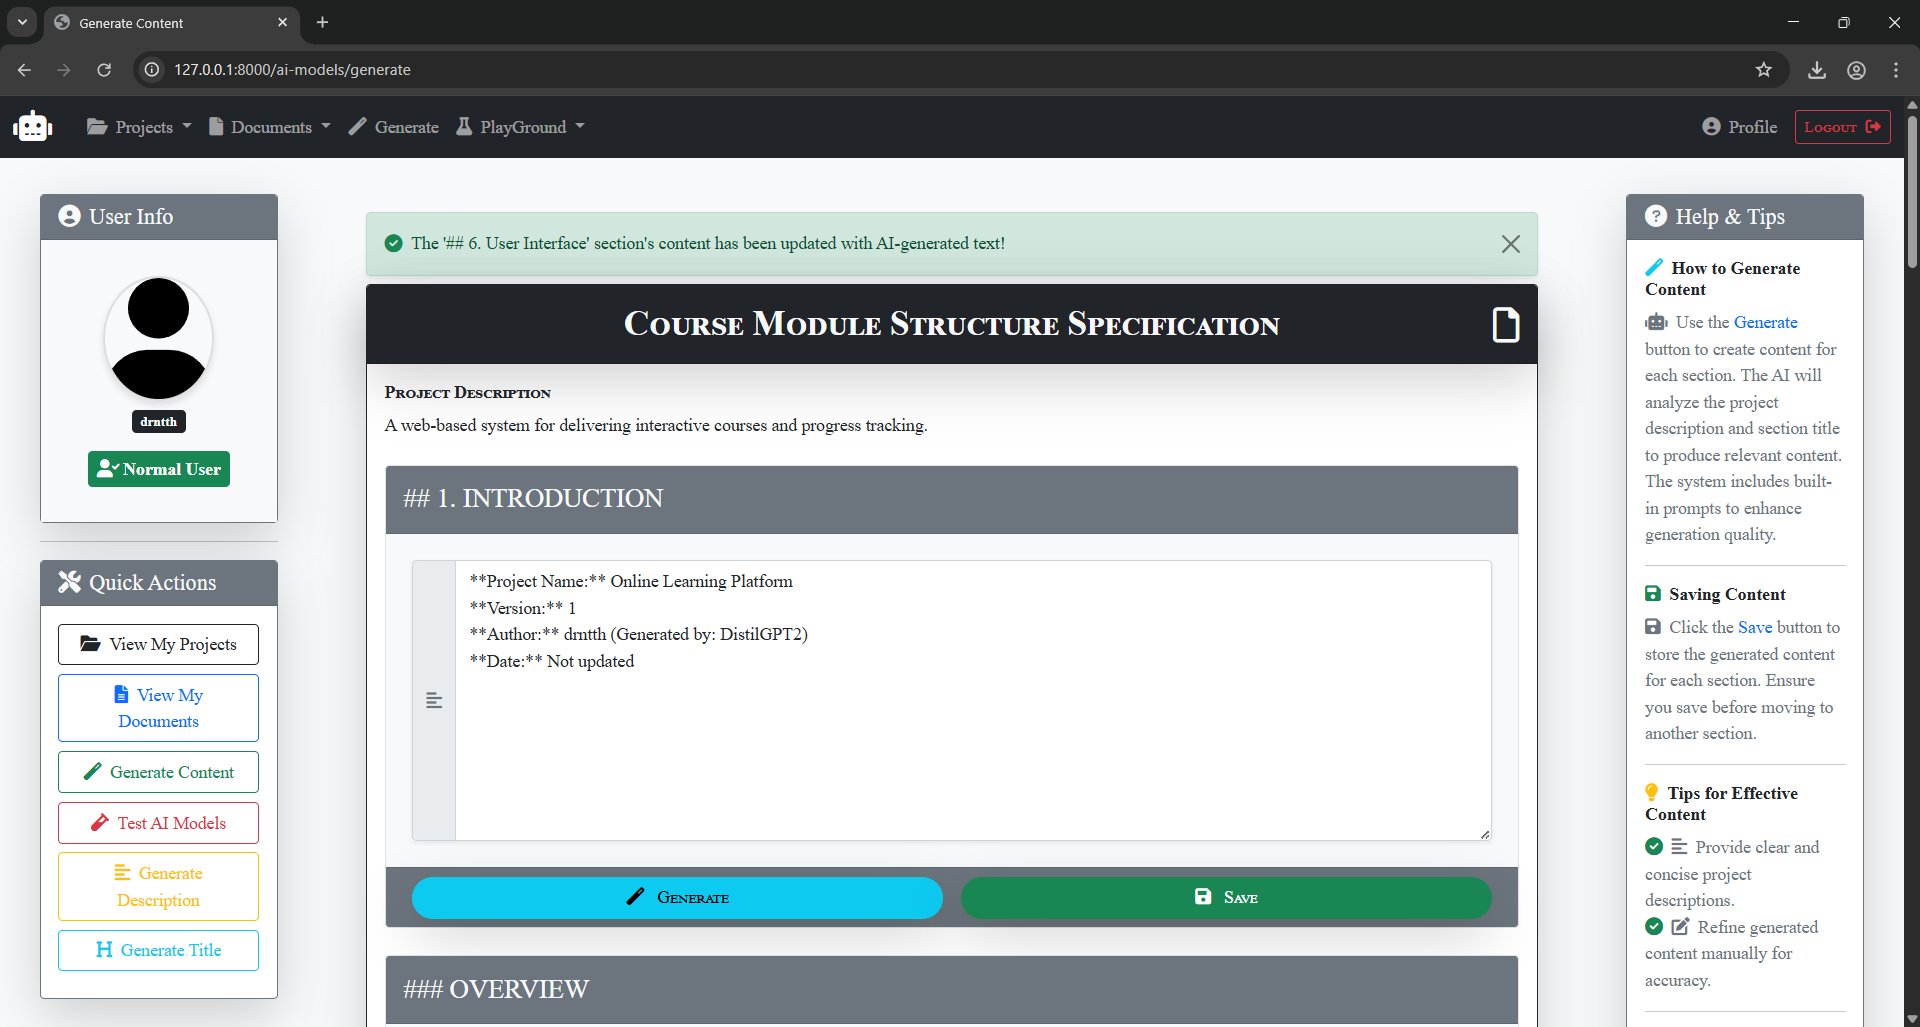 Generate Content
127.0.0.1:8000/ai-models/generate
Projects Documents Generate PlayGround Profile Logout
User Info
drntth
Normal User
Quick Actions
View My Projects
View My
Documents
Generate Content
Test AI Models
Generate
Description
Generate Title
The '## 6. User Interface' section's content has been updated with AI-generated text!
Course Module Structure Specification
Project Description
A web-based system for delivering interactive courses and progress tracking.
## 1. INTRODUCTION
**Project Name:** Online Learning Platform
**Version:** 1
**Author:** drntth (Generated by: DistilGPT2)
**Date:** Not updated
Generate
Save
### OVERVIEW
Help & Tips
How to Generate
Content
Use the Generate
button to create content for
each section. The AI will
analyze the project
description and section title
to produce relevant content.
The system includes built-
in prompts to enhance
generation quality.
Saving Content
Click the Save button to
store the generated content
for each section. Ensure
you save before moving to
another section.
Tips for Effective
Content
Provide clear and
concise project
descriptions.
Refine generated
content manually for
accuracy.